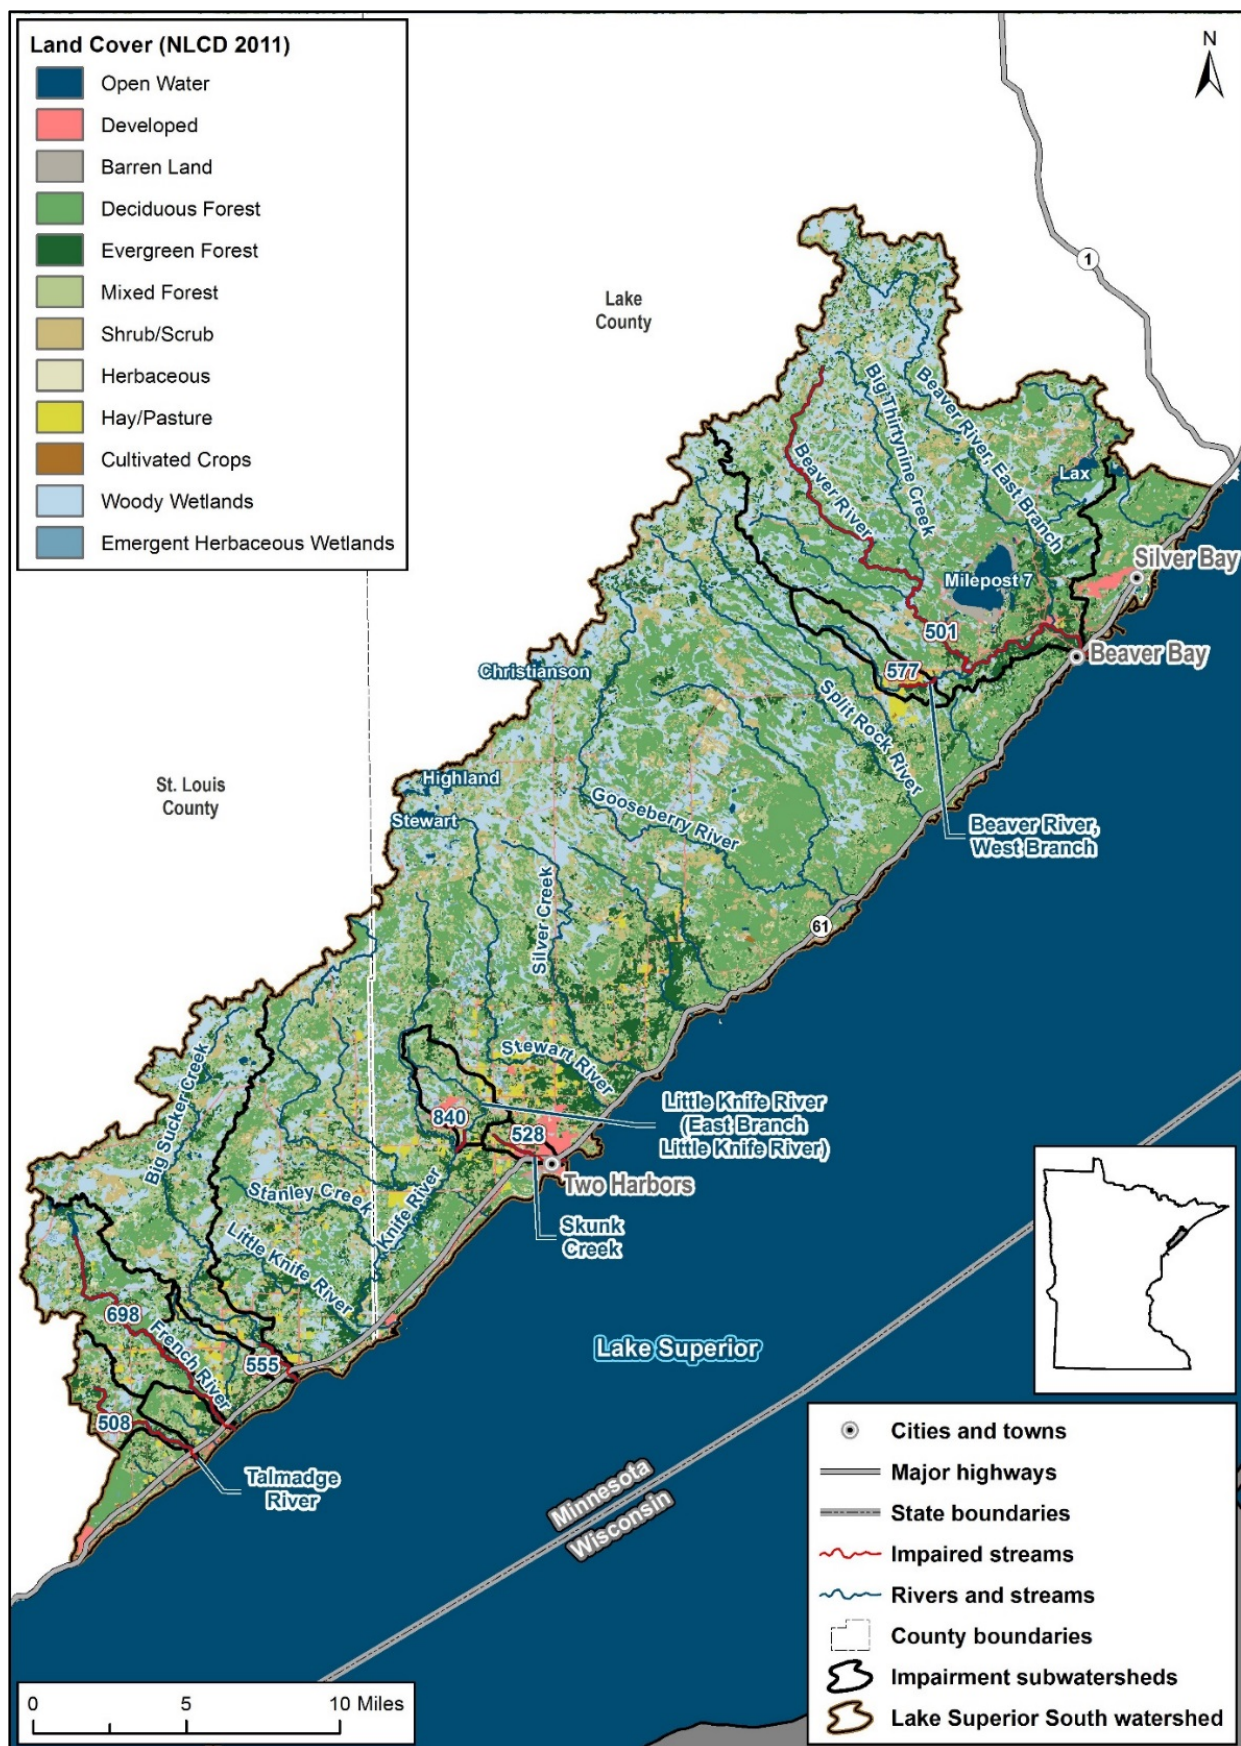 Land Cover (NLCD 2011)
Open Water
Developed
Barren Land
Deciduous Forest
Evergreen Forest
Mixed Forest
Shrub/Scrub
Herbaceous
Hay/Pasture
Cultivated Crops
Woody Wetlands
Emergent Herbaceous Wetlands
N
1
Lake
County
Big Thirtynine Creek
Beaver River, East Branch
Beaver River
Lax
Milepost 7
Silver Bay
501
Beaver Bay
577
Christianson
Split Rock River
St. Louis
County
Highland
Stewart
Gooseberry River
Beaver River,
West Branch
Silver Creek
61
Stewart River
Big Sucker Creek
Little Knife River
(East Branch
Little Knife River)
840
528
Two Harbors
Stanley Creek
Knife River
Skunk
Creek
Little Knife River
698
French River
555
Lake Superior
508
Talmadge
River
Minnesota
Wisconsin
Cities and towns
Major highways
State boundaries
Impaired streams
Rivers and streams
County boundaries
Impairment subwatersheds
Lake Superior South watershed
0 5 10 Miles